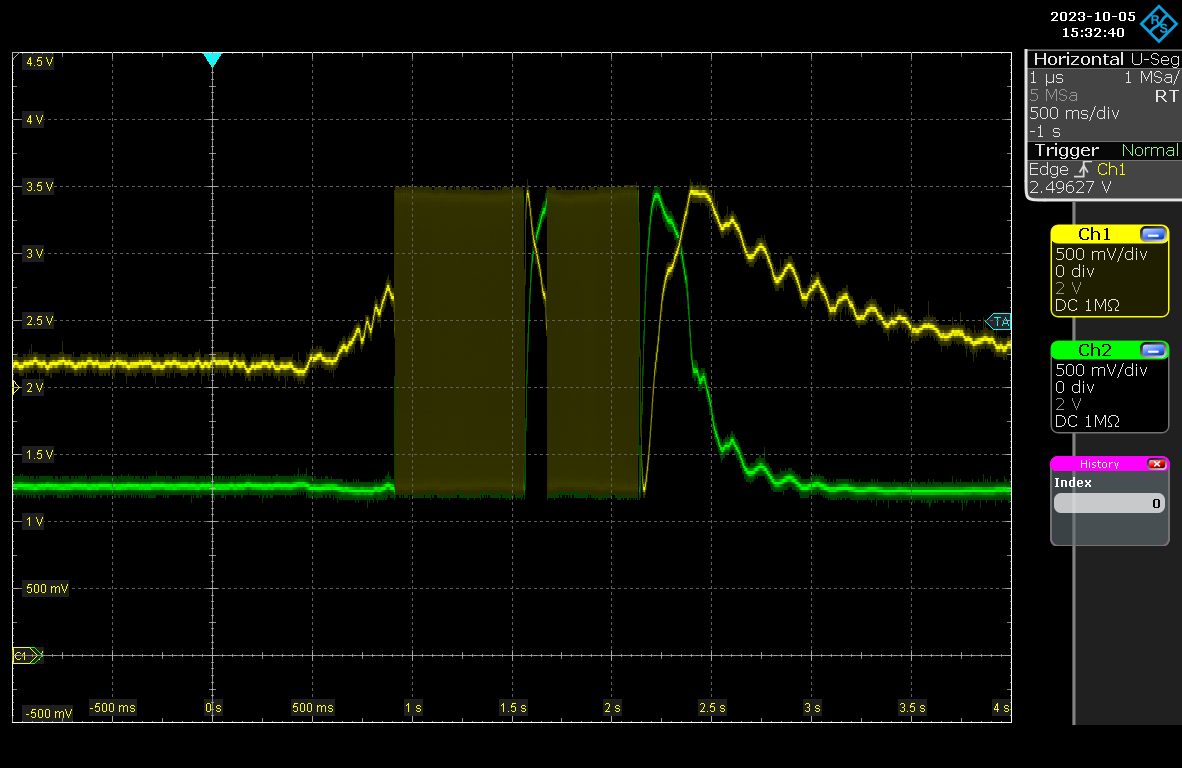 2023-10-05
15:32:40
R&S
Horizontal U-Seg
1 µs 1 MSa/
5 MSa RT
500 ms/div
-1 s
Trigger Normal
Edge Ch1
2.49627 V
Ch1
500 mV/div
0 div
2 V
DC 1MΩ
Ch2
500 mV/div
0 div
2 V
DC 1MΩ
History
Index
0
4.5 V
4 V
3.5 V
3 V
2.5 V
TA
2 V
1.5 V
1 V
500 mV
C1
-500 mV
-500 ms
0 s
500 ms
1 s
1.5 s
2 s
2.5 s
3 s
3.5 s
4 s